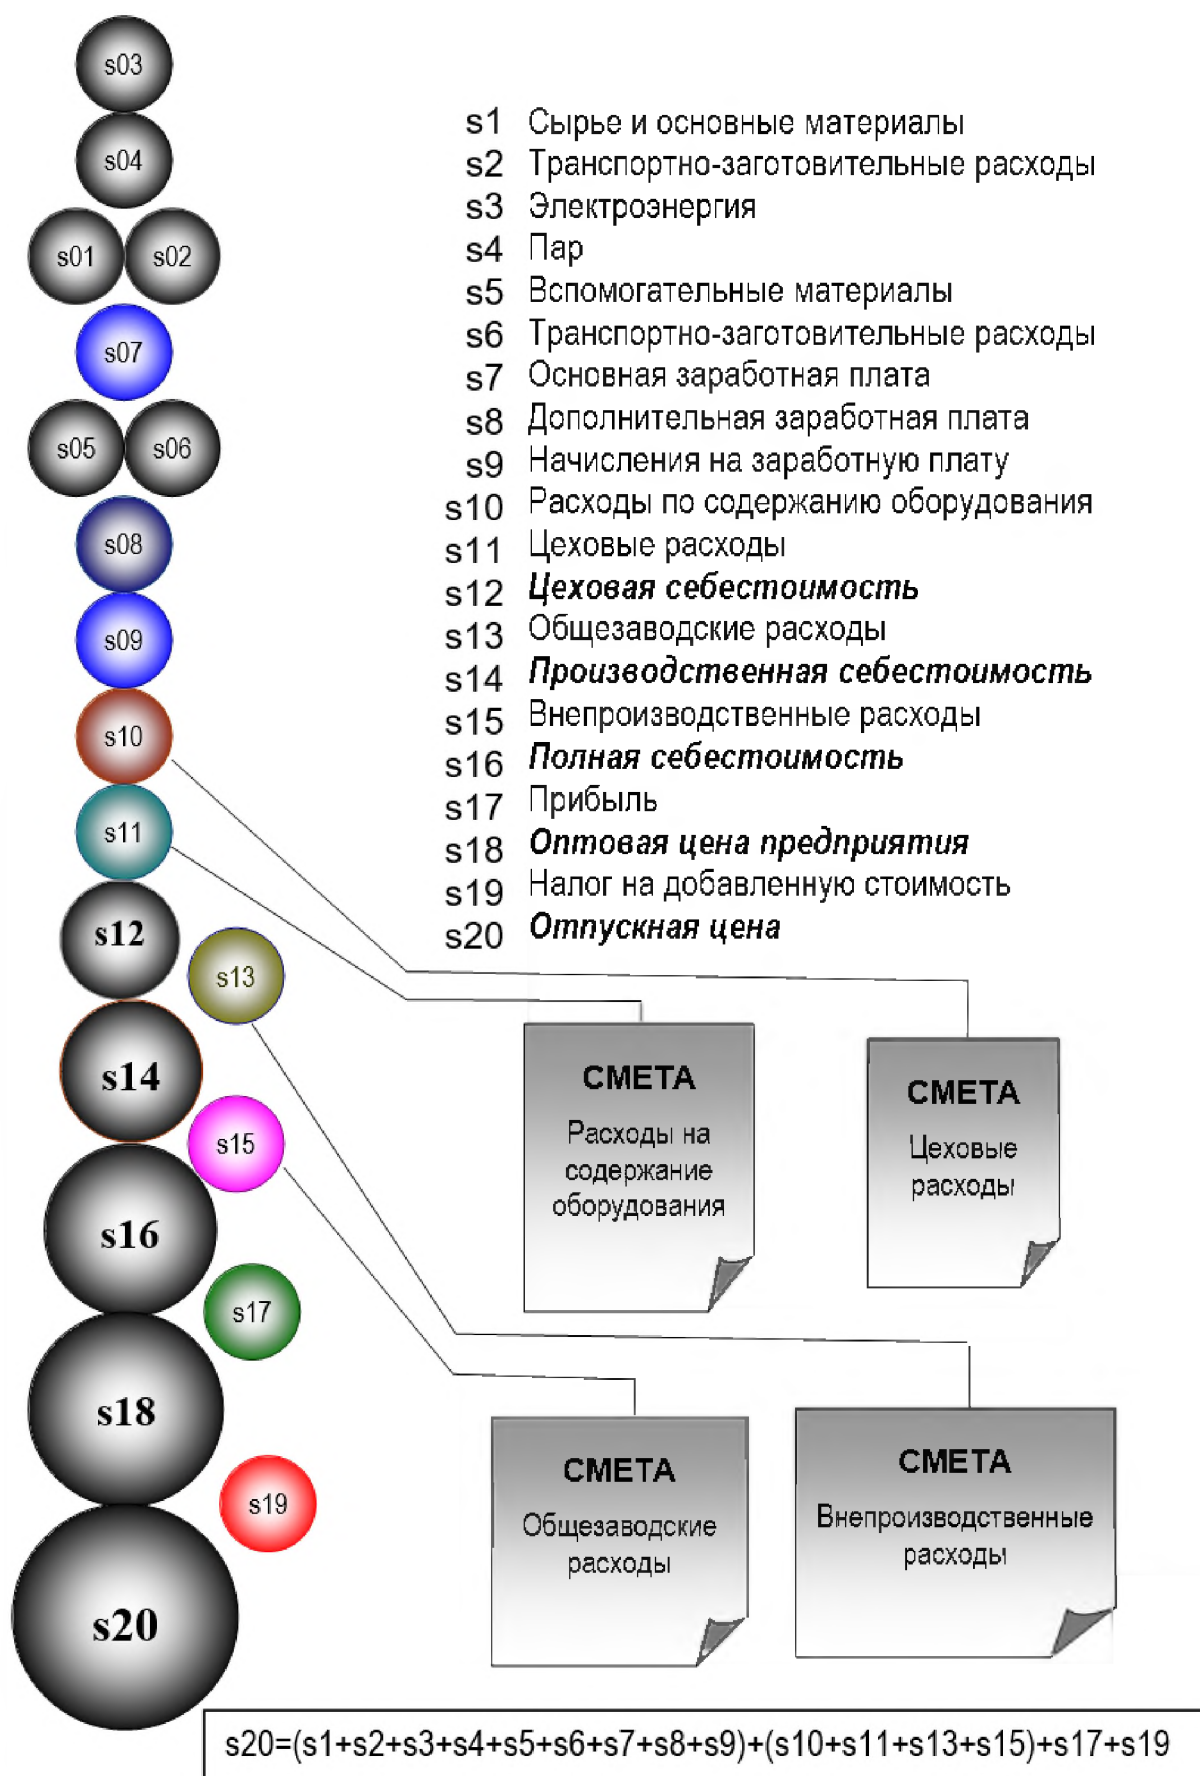 s03
s04
s01 s02
s07
s05 s06
s08
s09
s10
s11
s12
s13
s14
s15
s16
s17
s18
s19
s20
s1 Сырье и основные материалы
s2 Транспортно-заготовительные расходы
s3 Электроэнергия
s4 Пар
s5 Вспомогательные материалы
s6 Транспортно-заготовительные расходы
s7 Основная заработная плата
s8 Дополнительная заработная плата
s9 Начисления на заработную плату
s10 Расходы по содержанию оборудования
s11 Цеховые расходы
s12 Цеховая себестоимость
s13 Общезаводские расходы
s14 Производственная себестоимость
s15 Внепроизводственные расходы
s16 Полная себестоимость
s17 Прибыль
s18 Оптовая цена предприятия
s19 Налог на добавленную стоимость
s20 Отпускная цена
СМЕТА
Расходы на
содержание
оборудования
СМЕТА
Цеховые
расходы
СМЕТА
Общезаводские
расходы
СМЕТА
Внепроизводственные
расходы
s20=(s1+s2+s3+s4+s5+s6+s7+s8+s9)+(s10+s11+s13+s15)+s17+s19